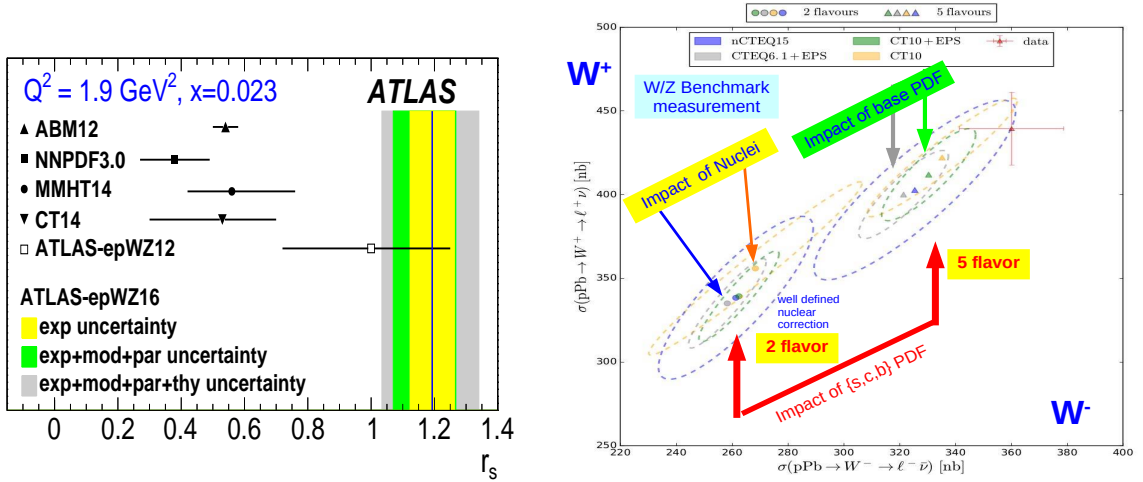 Q² = 1.9 GeV², x=0.023
ATLAS
ABM12
NNPDF3.0
MMHT14
CT14
ATLAS-epWZ12
ATLAS-epWZ16
exp uncertainty
exp+mod+par uncertainty
exp+mod+par+thy uncertainty
0 0.2 0.4 0.6 0.8 1 1.2 1.4
r_s
2 flavours 5 flavours
nCTEQ15 CT10+EPS data
CTEQ6.1+EPS CT10
W⁺
W/Z Benchmark
measurement
Impact of base PDF
Impact of Nuclei
5 flavor
well defined
nuclear
correction
2 flavor
Impact of {s,c,b} PDF
W⁻
σ(pPb → W⁺ → ℓ⁺ν) [nb]
500
450
400
350
300
250
220 240 260 280 300 320 340 360 380 400
σ(pPb → W⁻ → ℓ⁻ν̄) [nb]